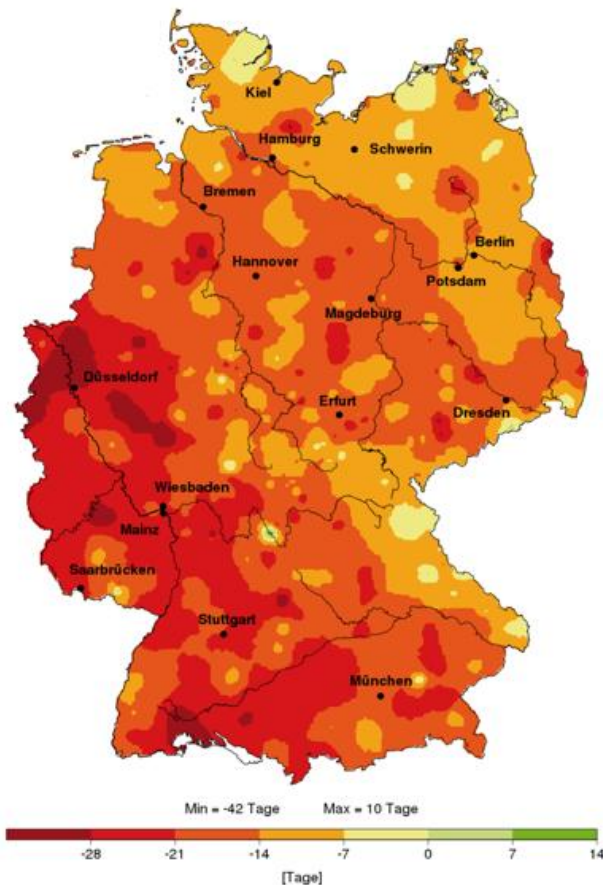 Kiel
Hamburg
Schwerin
Bremen
Berlin
Hannover
Potsdam
Magdeburg
Düsseldorf
Erfurt
Dresden
Wiesbaden
Mainz
Saarbrücken
Stuttgart
München
Min = -42 Tage Max = 10 Tage
-28 -21 -14 -7 0 7 14
[Tage]